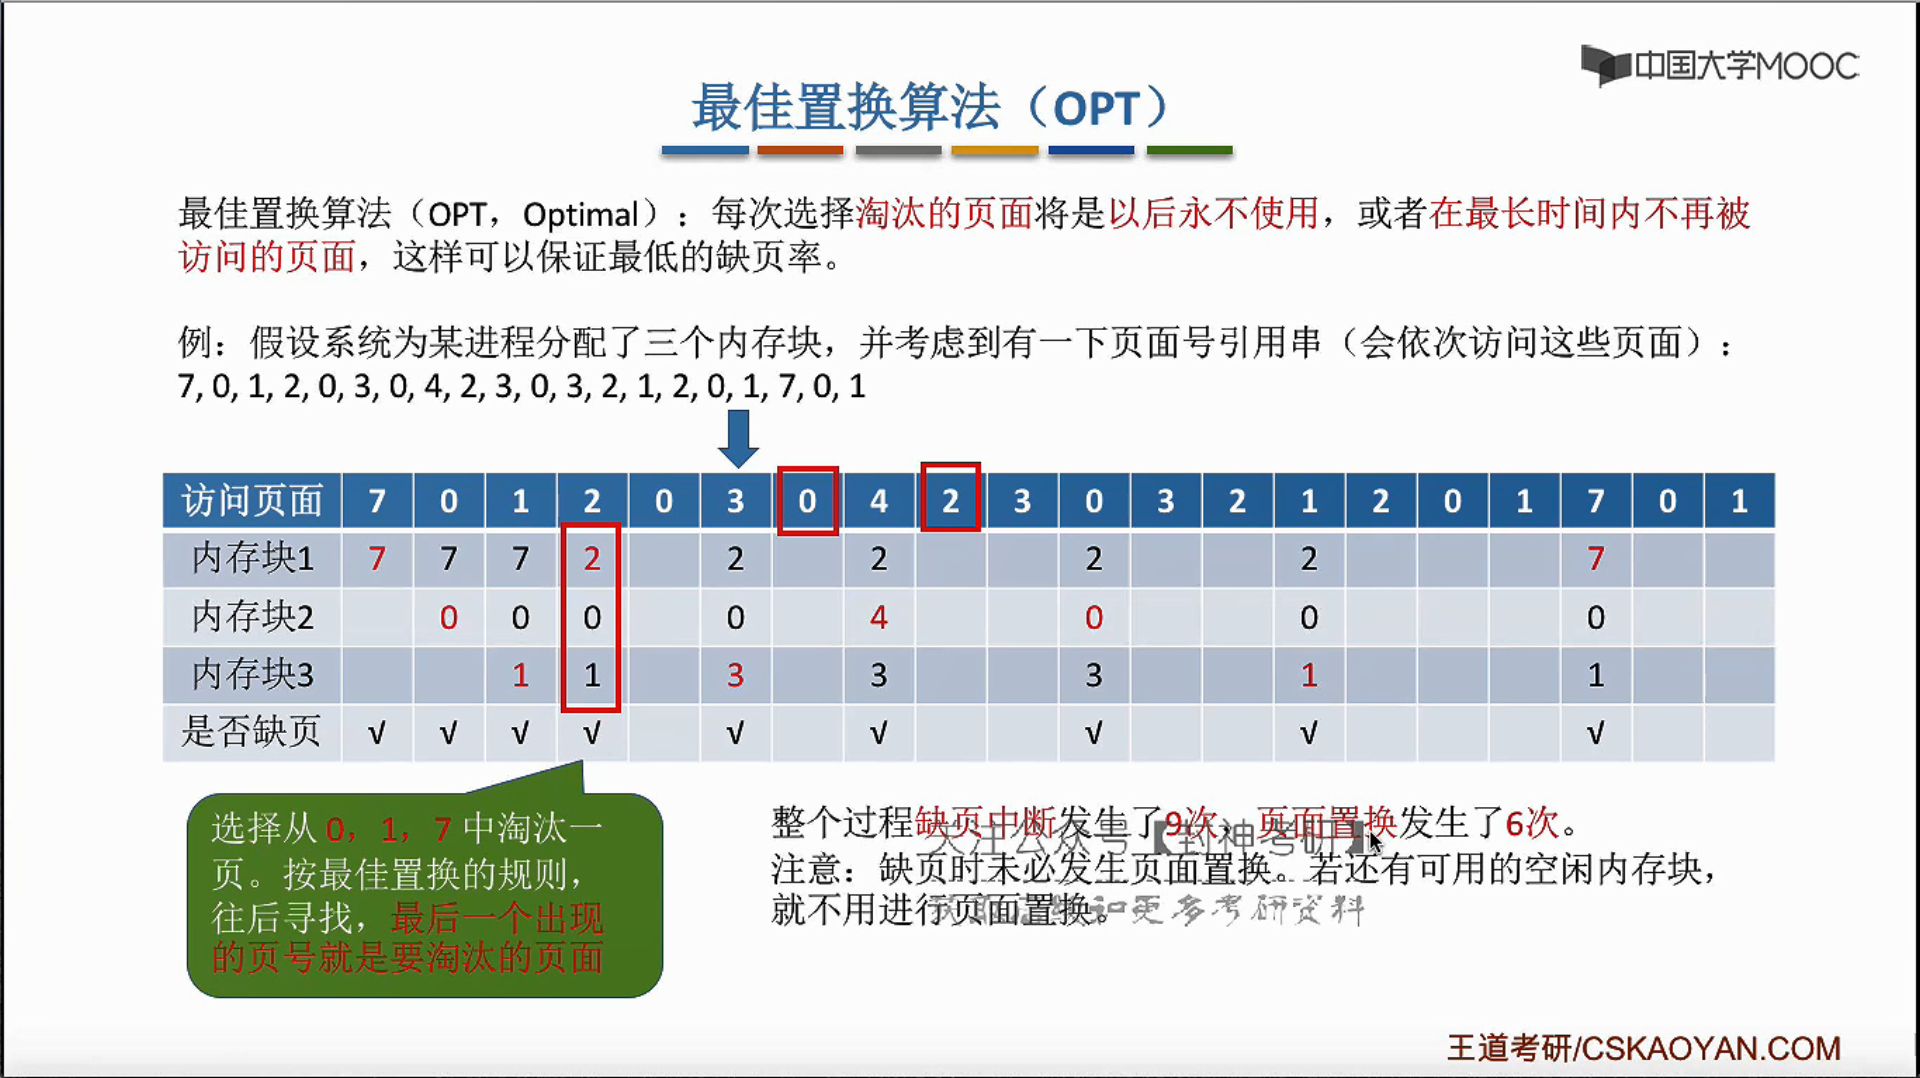 中国大学MOOC
最佳置换算法（OPT）
最佳置换算法（OPT，Optimal）：每次选择淘汰的页面将是以后永不使用，或者在最长时间内不再被
访问的页面，这样可以保证最低的缺页率。
例：假设系统为某进程分配了三个内存块，并考虑到有一下页面号引用串（会依次访问这些页面）：
7, 0, 1, 2, 0, 3, 0, 4, 2, 3, 0, 3, 2, 1, 2, 0, 1, 7, 0, 1
访问页面 7 0 1 2 0 3 0 4 2 3 0 3 2 1 2 0 1 7 0 1
内存块1 7 7 7 2 2 2 2 2 7
内存块2 0 0 0 0 4 0 0 0
内存块3 1 1 3 3 3 1 1
是否缺页 √ √ √ √ √ √ √ √ √
选择从 0，1，7 中淘汰一
页。按最佳置换的规则，
往后寻找，最后一个出现
的页号就是要淘汰的页面
整个过程缺页中断发生了9次，页面置换发生了6次。
关注公众号【封神考研】
注意：缺页时未必发生页面置换。若还有可用的空闲内存块，
就不用进行页面置换。
更多考研资料
王道考研/CSKAOYAN.COM